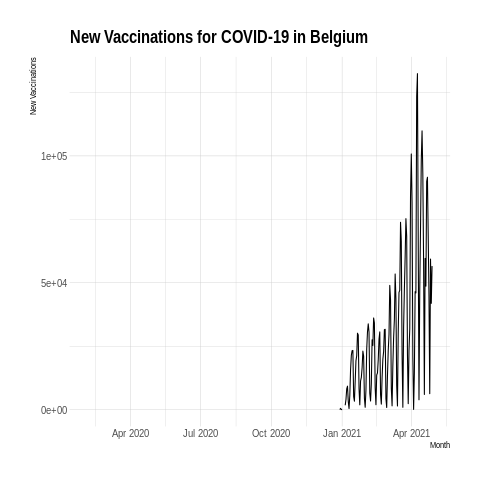 New Vaccinations for COVID-19 in Belgium
New Vaccinations
1e+05
5e+04
0e+00
Apr 2020 Jul 2020 Oct 2020 Jan 2021 Apr 2021
Month